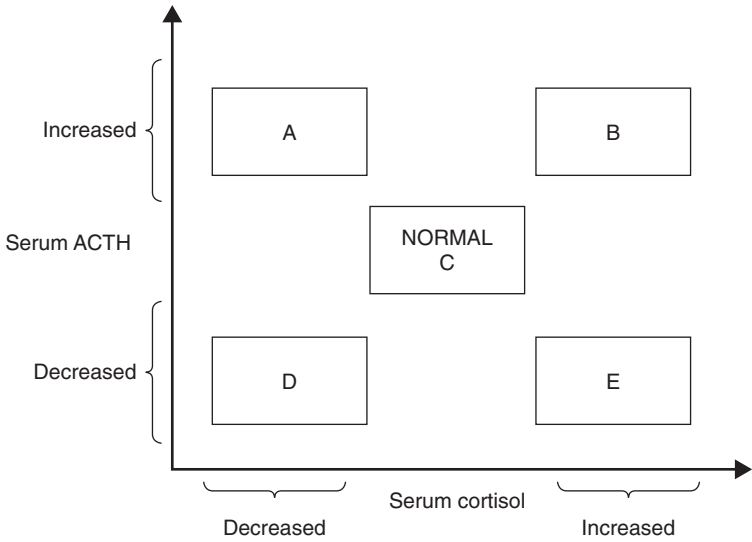 Increased
A
B
Serum ACTH
NORMAL
C
Decreased
D
E
Serum cortisol
Decreased
Increased